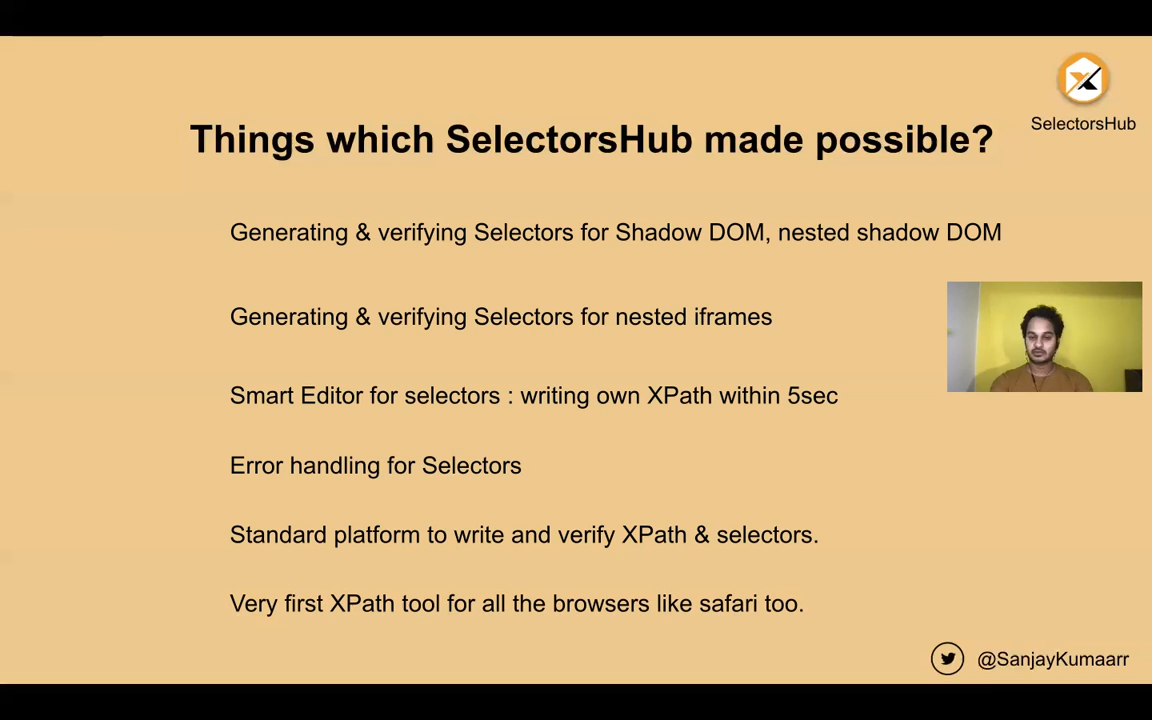 SelectorsHub
Things which SelectorsHub made possible?
Generating & verifying Selectors for Shadow DOM, nested shadow DOM
Generating & verifying Selectors for nested iframes
Smart Editor for selectors : writing own XPath within 5sec
Error handling for Selectors
Standard platform to write and verify XPath & selectors.
Very first XPath tool for all the browsers like safari too.
@SanjayKumaarr